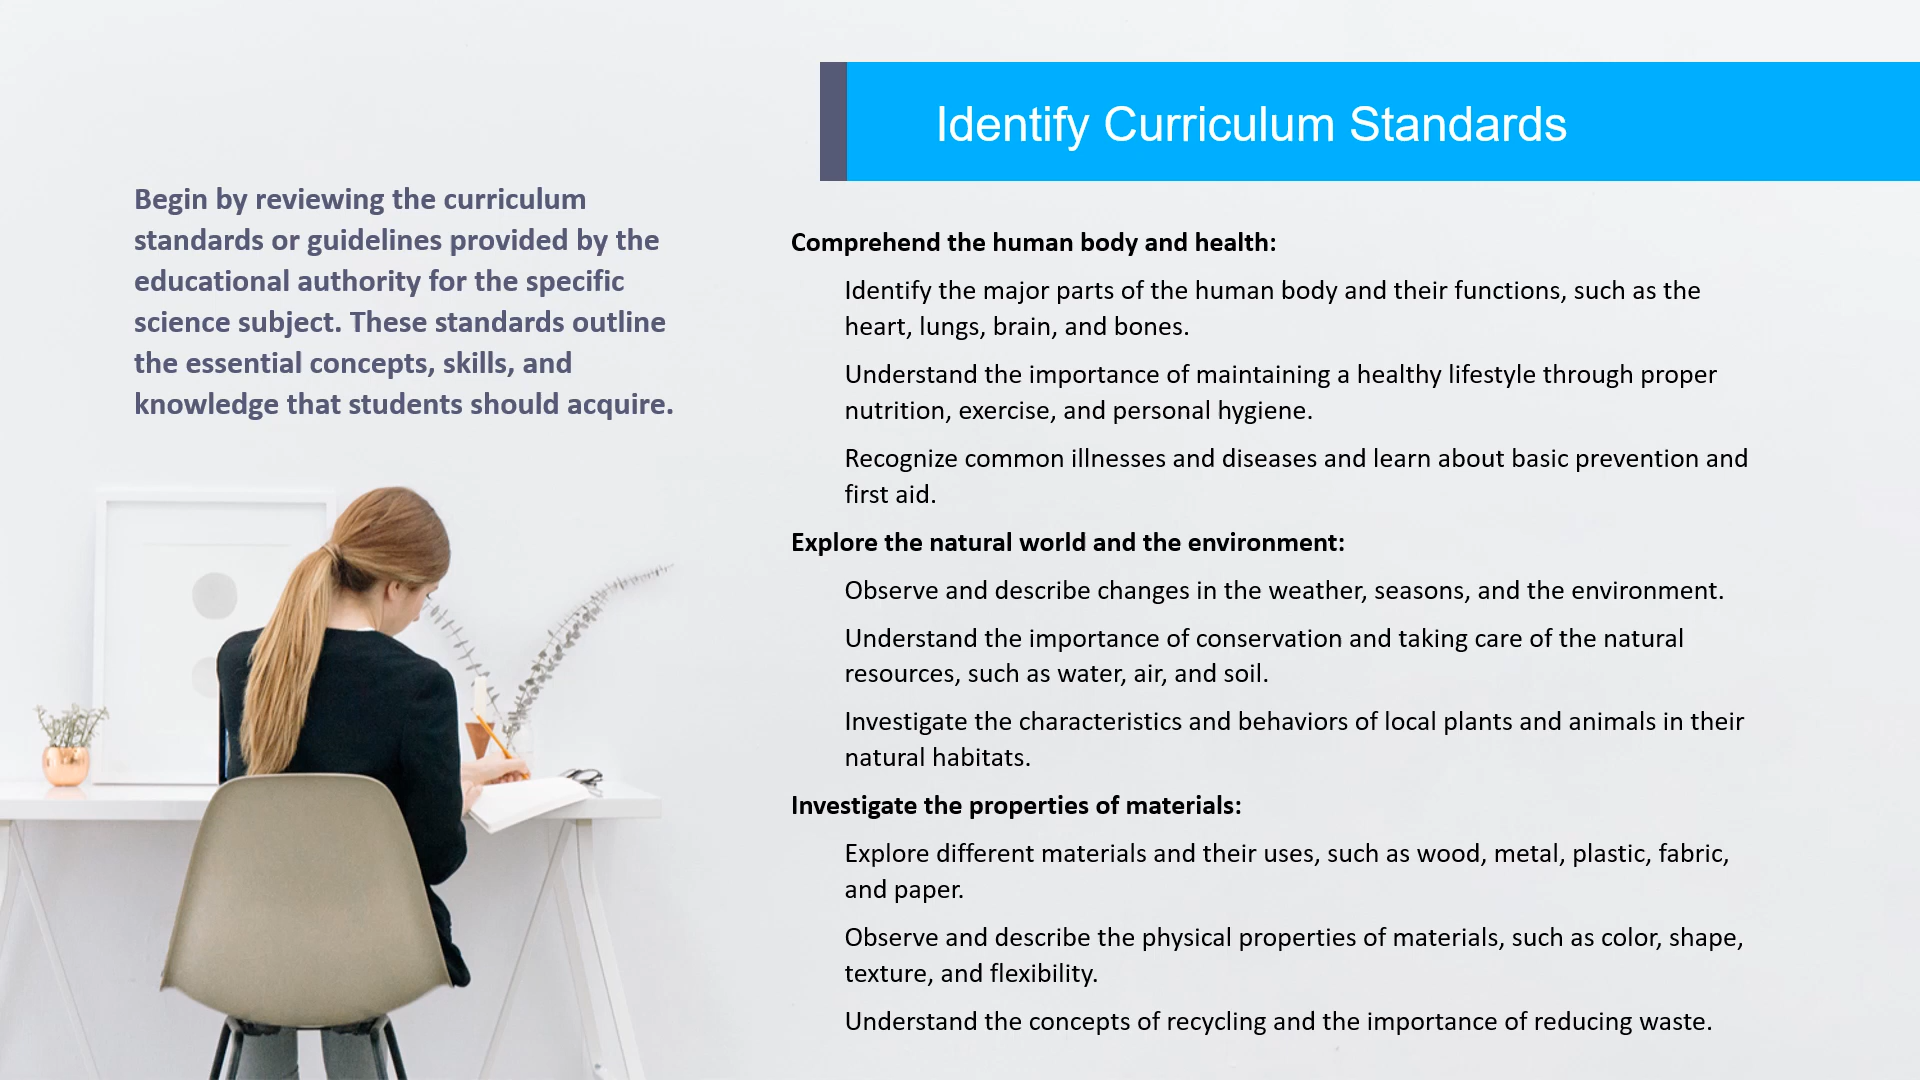 Identify Curriculum Standards
Begin by reviewing the curriculum
standards or guidelines provided by the
educational authority for the specific
science subject. These standards outline
the essential concepts, skills, and
knowledge that students should acquire.
Comprehend the human body and health:
Identify the major parts of the human body and their functions, such as the
heart, lungs, brain, and bones.
Understand the importance of maintaining a healthy lifestyle through proper
nutrition, exercise, and personal hygiene.
Recognize common illnesses and diseases and learn about basic prevention and
first aid.
Explore the natural world and the environment:
Observe and describe changes in the weather, seasons, and the environment.
Understand the importance of conservation and taking care of the natural
resources, such as water, air, and soil.
Investigate the characteristics and behaviors of local plants and animals in their
natural habitats.
Investigate the properties of materials:
Explore different materials and their uses, such as wood, metal, plastic, fabric,
and paper.
Observe and describe the physical properties of materials, such as color, shape,
texture, and flexibility.
Understand the concepts of recycling and the importance of reducing waste.